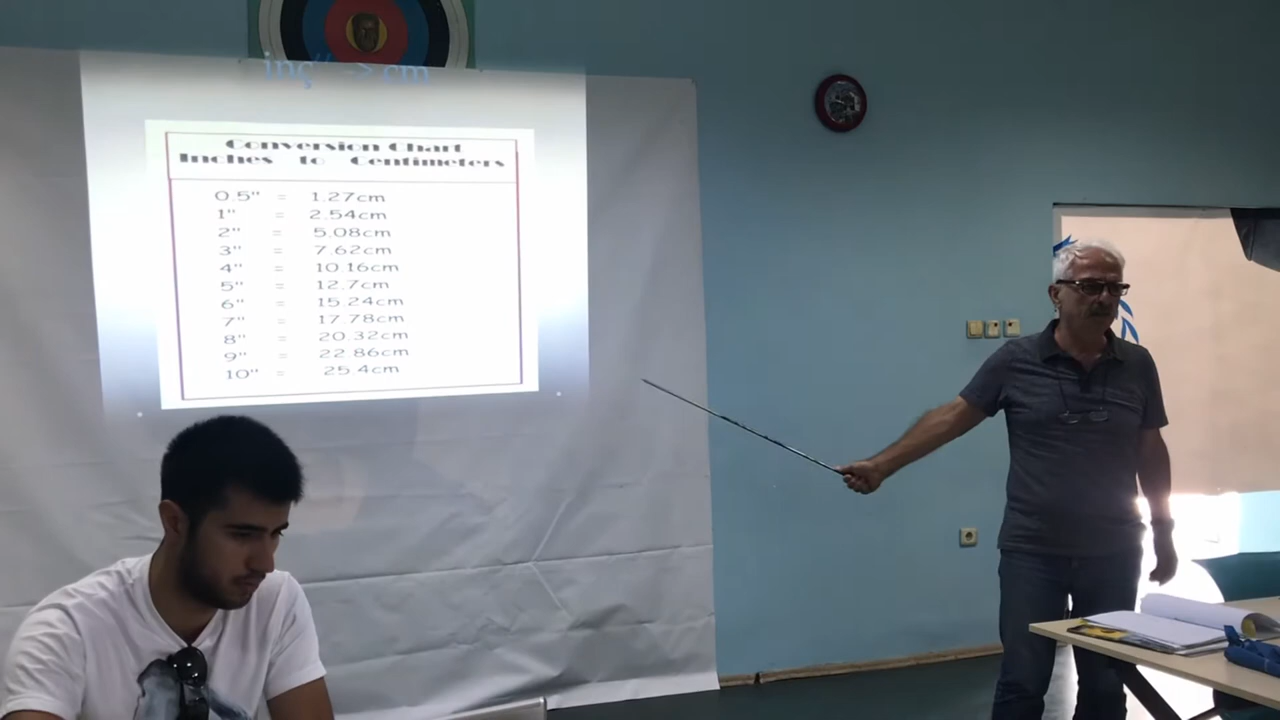 inç" -> cm
Conversion Chart
Inches to Centimeters
0.5" = 1.27cm
1" = 2.54cm
2" = 5.08cm
3" = 7.62cm
4" = 10.16cm
5" = 12.7cm
6" = 15.24cm
7" = 17.78cm
8" = 20.32cm
9" = 22.86cm
10" = 25.4cm